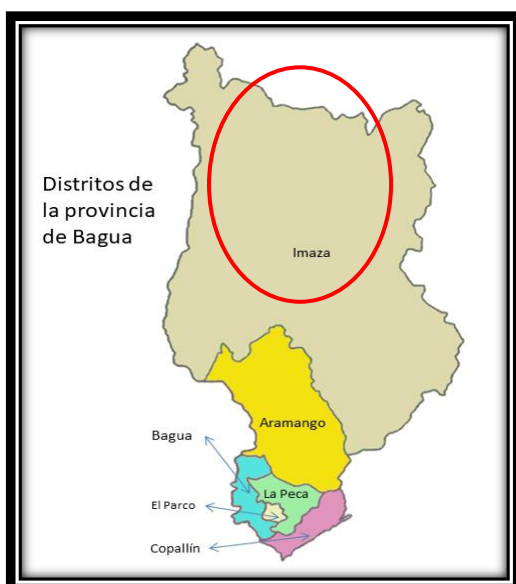 Distritos de
la provincia
de Bagua
Imaza
Aramango
Bagua
La Peca
El Parco
Copallín